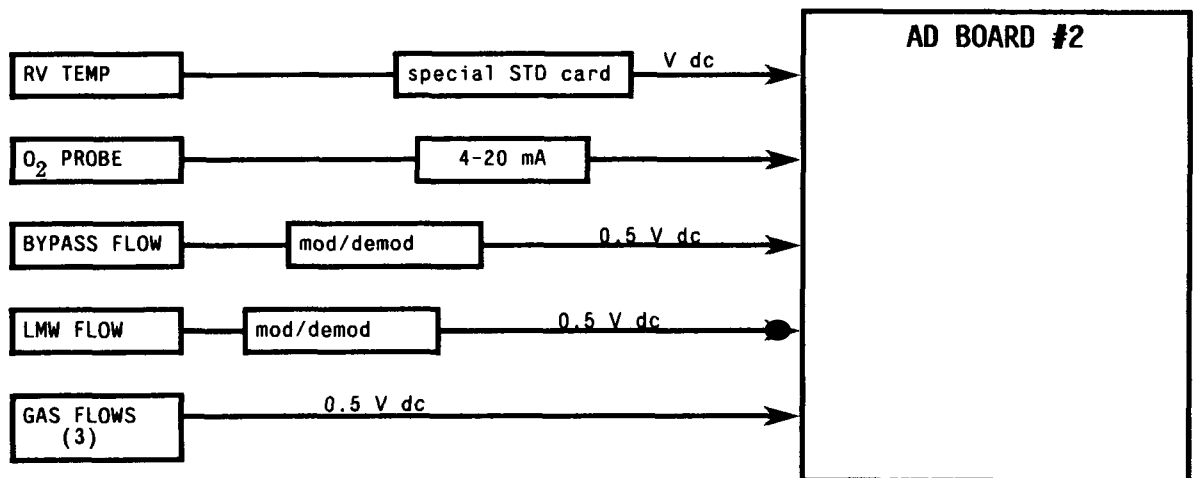 AD BOARD #2
RV TEMP
special STD card
V dc
O₂ PROBE
4-20 mA
BYPASS FLOW
mod/demod
0.5 V dc
LMW FLOW
mod/demod
0.5 V dc
GAS FLOWS
(3)
0.5 V dc